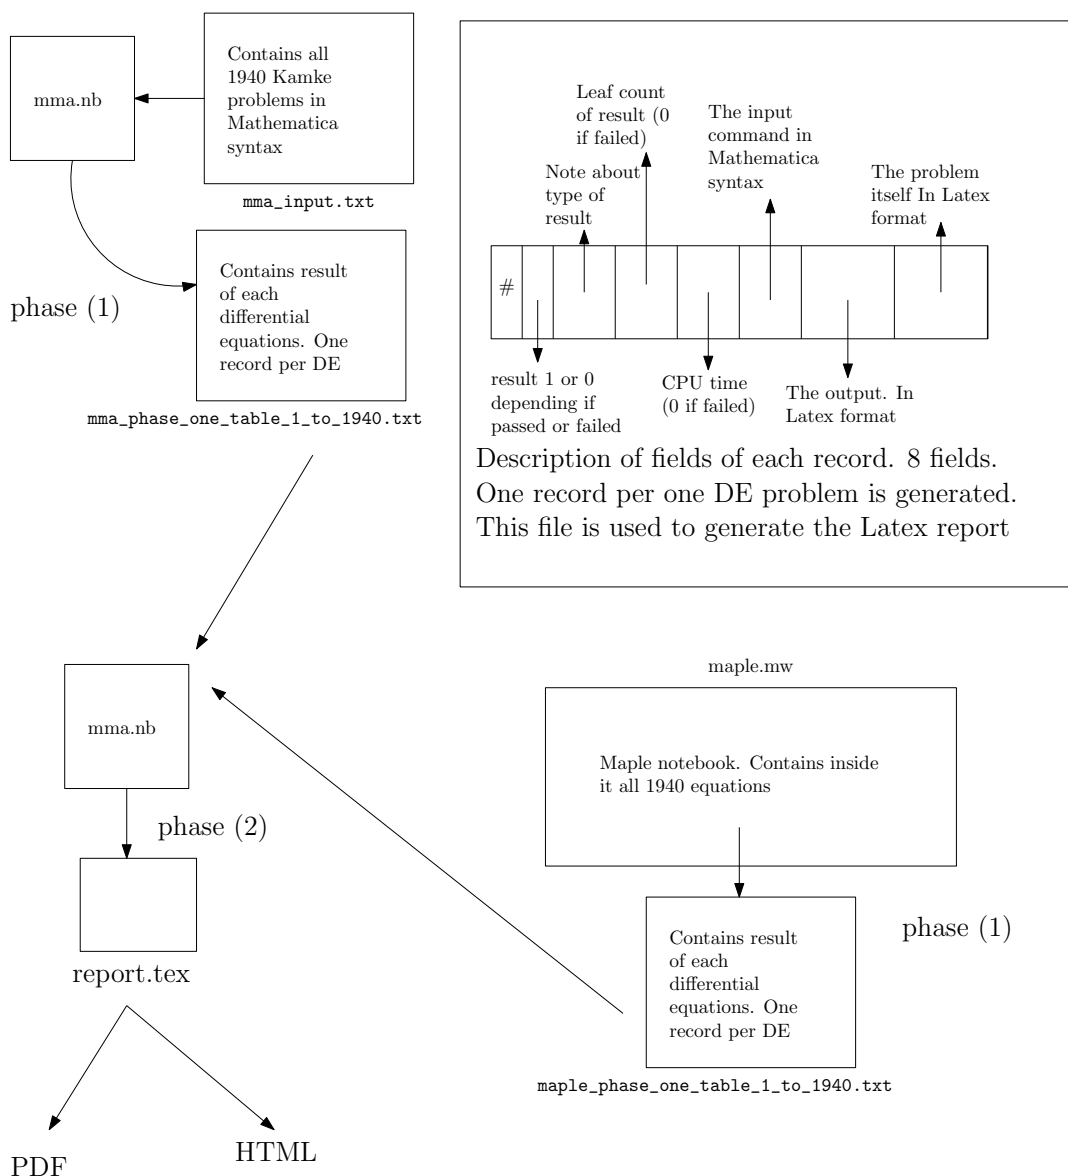 mma.nb
Contains all
1940 Kamke
problems in
Mathematica
syntax
mma_input.txt
phase (1)
Contains result
of each
differential
equations. One
record per DE
mma_phase_one_table_1_to_1940.txt
Leaf count
of result (0
if failed)
The input
command in
Mathematica
syntax
Note about
type of
result
The problem
itself In Latex
format
#
result 1 or 0
depending if
passed or failed
CPU time
(0 if failed)
The output. In
Latex format
Description of fields of each record. 8 fields.
One record per one DE problem is generated.
This file is used to generate the Latex report
mma.nb
phase (2)
report.tex
PDF
HTML
maple.mw
Maple notebook. Contains inside
it all 1940 equations
phase (1)
Contains result
of each
differential
equations. One
record per DE
maple_phase_one_table_1_to_1940.txt